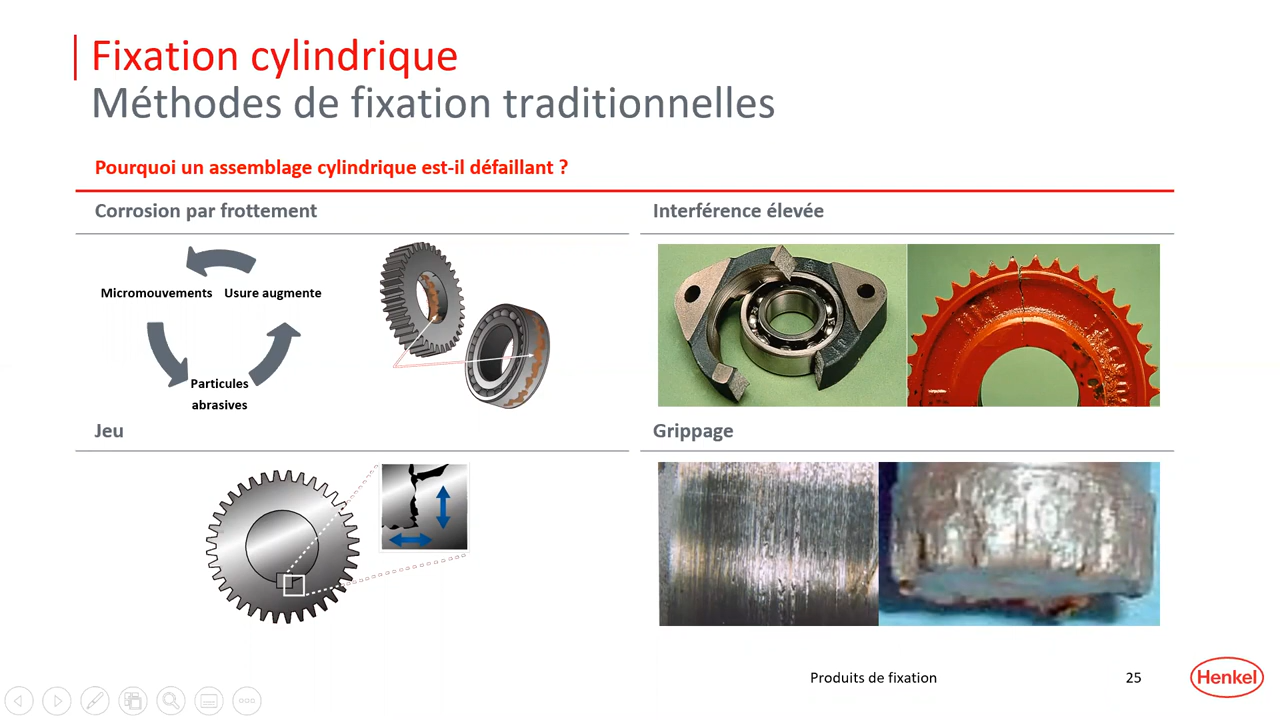 Fixation cylindrique
Méthodes de fixation traditionnelles
Pourquoi un assemblage cylindrique est-il défaillant ?
Corrosion par frottement
Micromouvements
Usure augmente
Particules
abrasives
Interférence élevée
Jeu
Grippage
Produits de fixation
25
Henkel